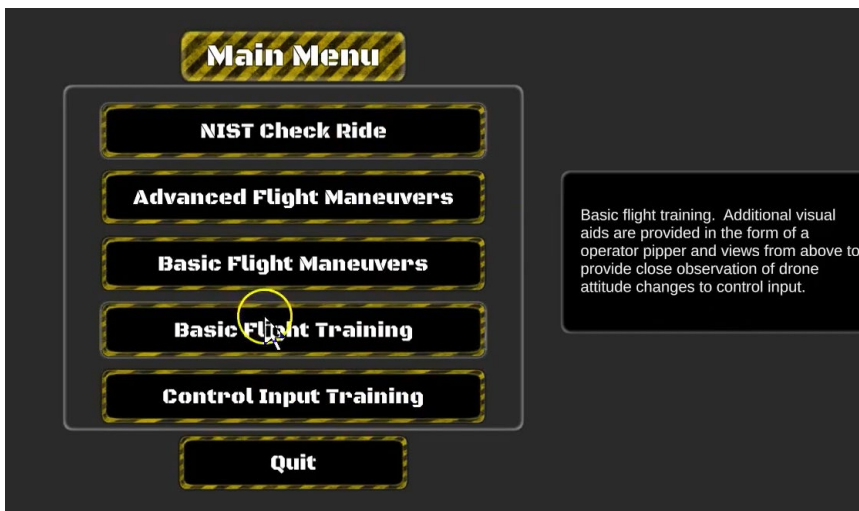 Main Menu
NIST Check Ride
Advanced Flight Maneuvers
Basic Flight Maneuvers
Basic Flight Training
Control Input Training
Quit
Basic flight training. Additional visual
aids are provided in the form of a
operator pipper and views from above to
provide close observation of drone
attitude changes to control input.